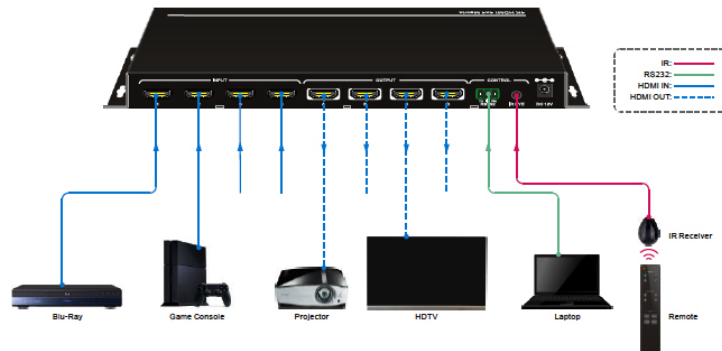 INPUT
OUTPUT
CONTROL
DC 12V
IR:
RS232:
HDMI IN:
HDMI OUT:
IR Receiver
Blu-Ray
Game Console
Projector
HDTV
Laptop
Remote